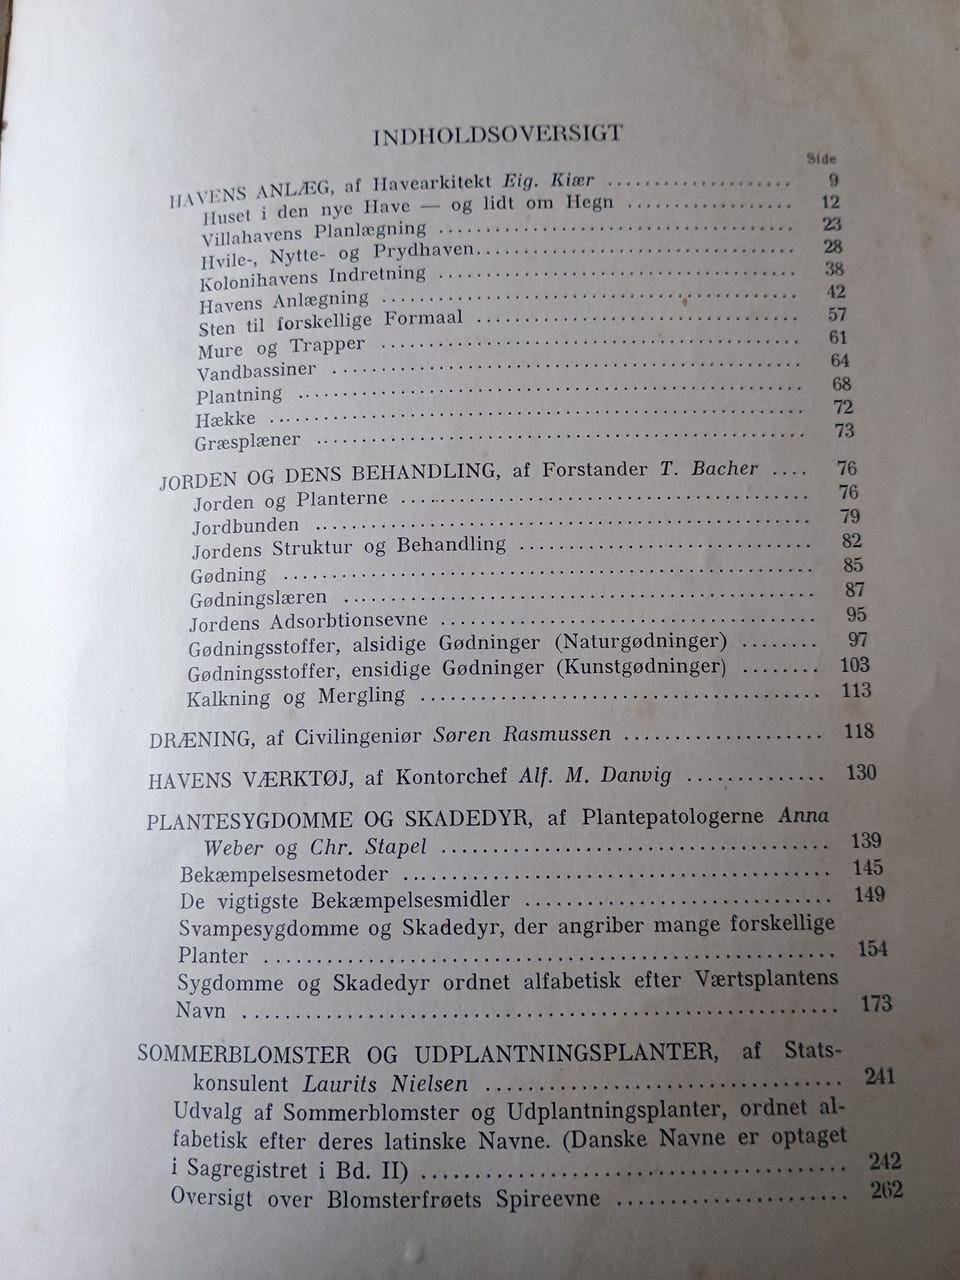 INDHOLDSOVERSIGT
Side
HAVENS ANLÆG, af Havearkitekt Eig. Kiær .................... 9
Huset i den nye Have — og lidt om Hegn .................. 12
Villahavens Planlægning ...................................... 23
Hvile-, Nytte- og Prydhaven.................................. 28
Kolonihavens Indretning ...................................... 38
Havens Anlægning ............................................. 42
Sten til forskellige Formaal .................................. 57
Mure og Trapper ............................................. 61
Vandbassiner .................................................. 64
Plantning ..................................................... 68
Hække ........................................................ 72
Græsplæner ................................................... 73
JORDEN OG DENS BEHANDLING, af Forstander T. Bacher .... 76
Jorden og Planterne .......................................... 76
Jordbunden ................................................... 79
Jordens Struktur og Behandling .............................. 82
Gødning ...................................................... 85
Gødningslæren ................................................ 87
Jordens Adsorbtionsevne ...................................... 95
Gødningsstoffer, alsidige Gødninger (Naturgødninger) ........ 97
Gødningsstoffer, ensidige Gødninger (Kunstgødninger) ........ 103
Kalkning og Mergling ......................................... 113
DRÆNING, af Civilingeniør Søren Rasmussen .................... 118
HAVENS VÆRKTØJ, af Kontorchef Alf. M. Danvig .............. 130
PLANTESYGDOMME OG SKADEDYR, af Plantepatologerne Anna
Weber og Chr. Stapel ...................................... 139
Bekæmpelsesmetoder .......................................... 145
De vigtigste Bekæmpelsesmidler ............................... 149
Svampesygdomme og Skadedyr, der angriber mange forskellige
Planter ....................................................... 154
Sygdomme og Skadedyr ordnet alfabetisk efter Værtsplantens
Navn ......................................................... 173
SOMMERBLOMSTER OG UDPLANTNINGSPLANTER, af Stats-
konsulent Laurits Nielsen ................................... 241
Udvalg af Sommerblomster og Udplantningsplanter, ordnet al-
fabetisk efter deres latinske Navne. (Danske Navne er optaget
i Sagregistret i Bd. II) ........................................ 242
Oversigt over Blomsterfrøets Spireevne ...................... 262